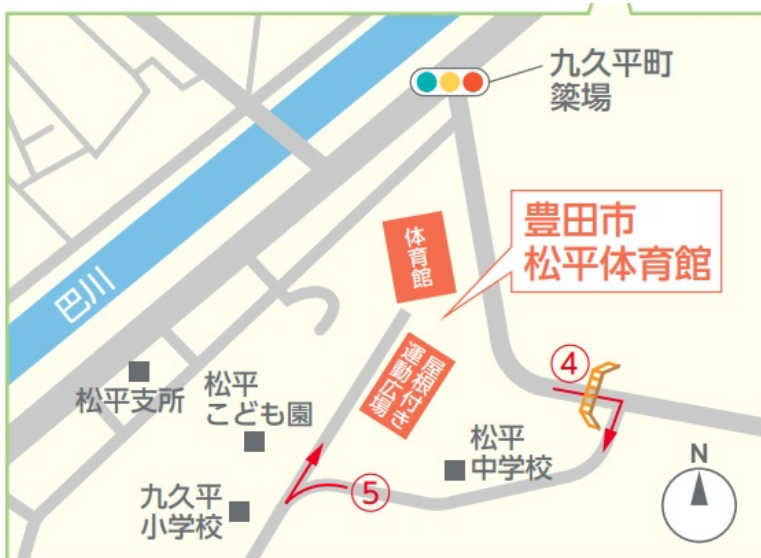 九久平町
簗場
豊田市
松平体育館
体育館
屋根付き
運動広場
巴川
松平支所
松平
こども園
九久平
小学校
松平
中学校
④
⑤
N